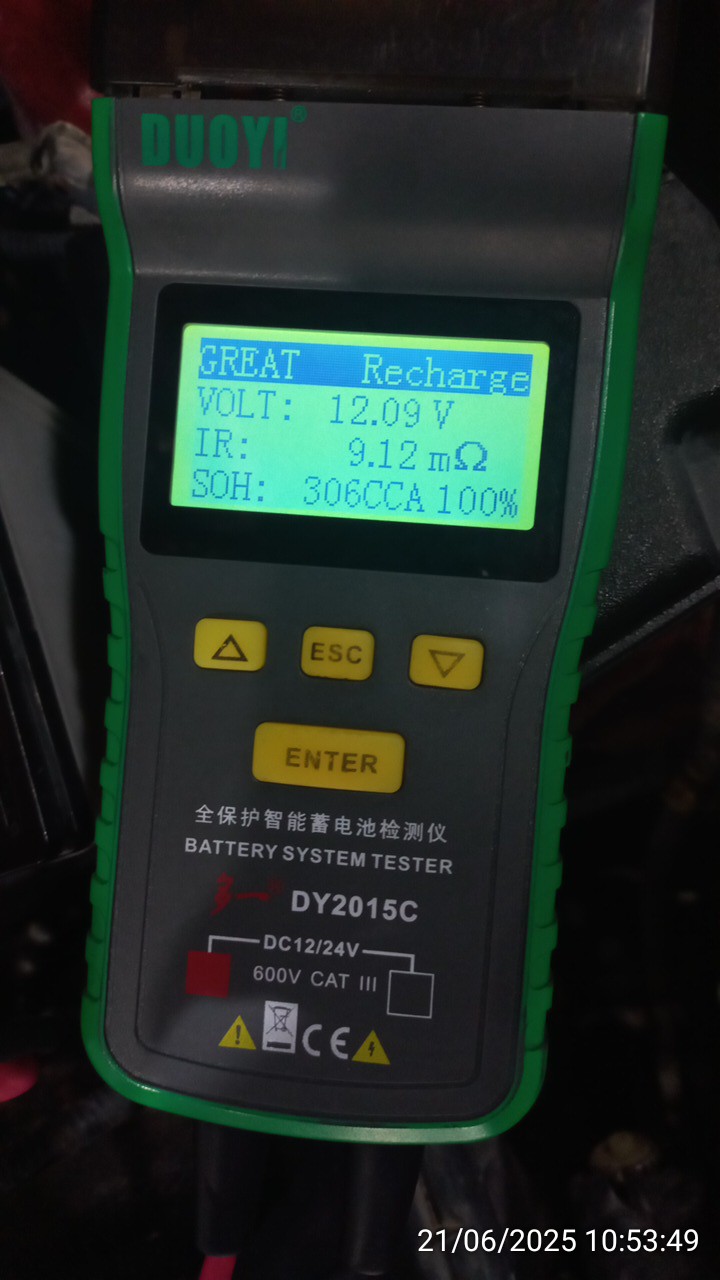 DUOYI®
GREAT Recharge
VOLT: 12.09 V
IR: 9.12 mΩ
SOH: 306CCA 100%
ESC
ENTER
全保护智能蓄电池检测仪
BATTERY SYSTEM TESTER
多一® DY2015C
DC12/24V
600V CAT III
CE
21/06/2025 10:53:49